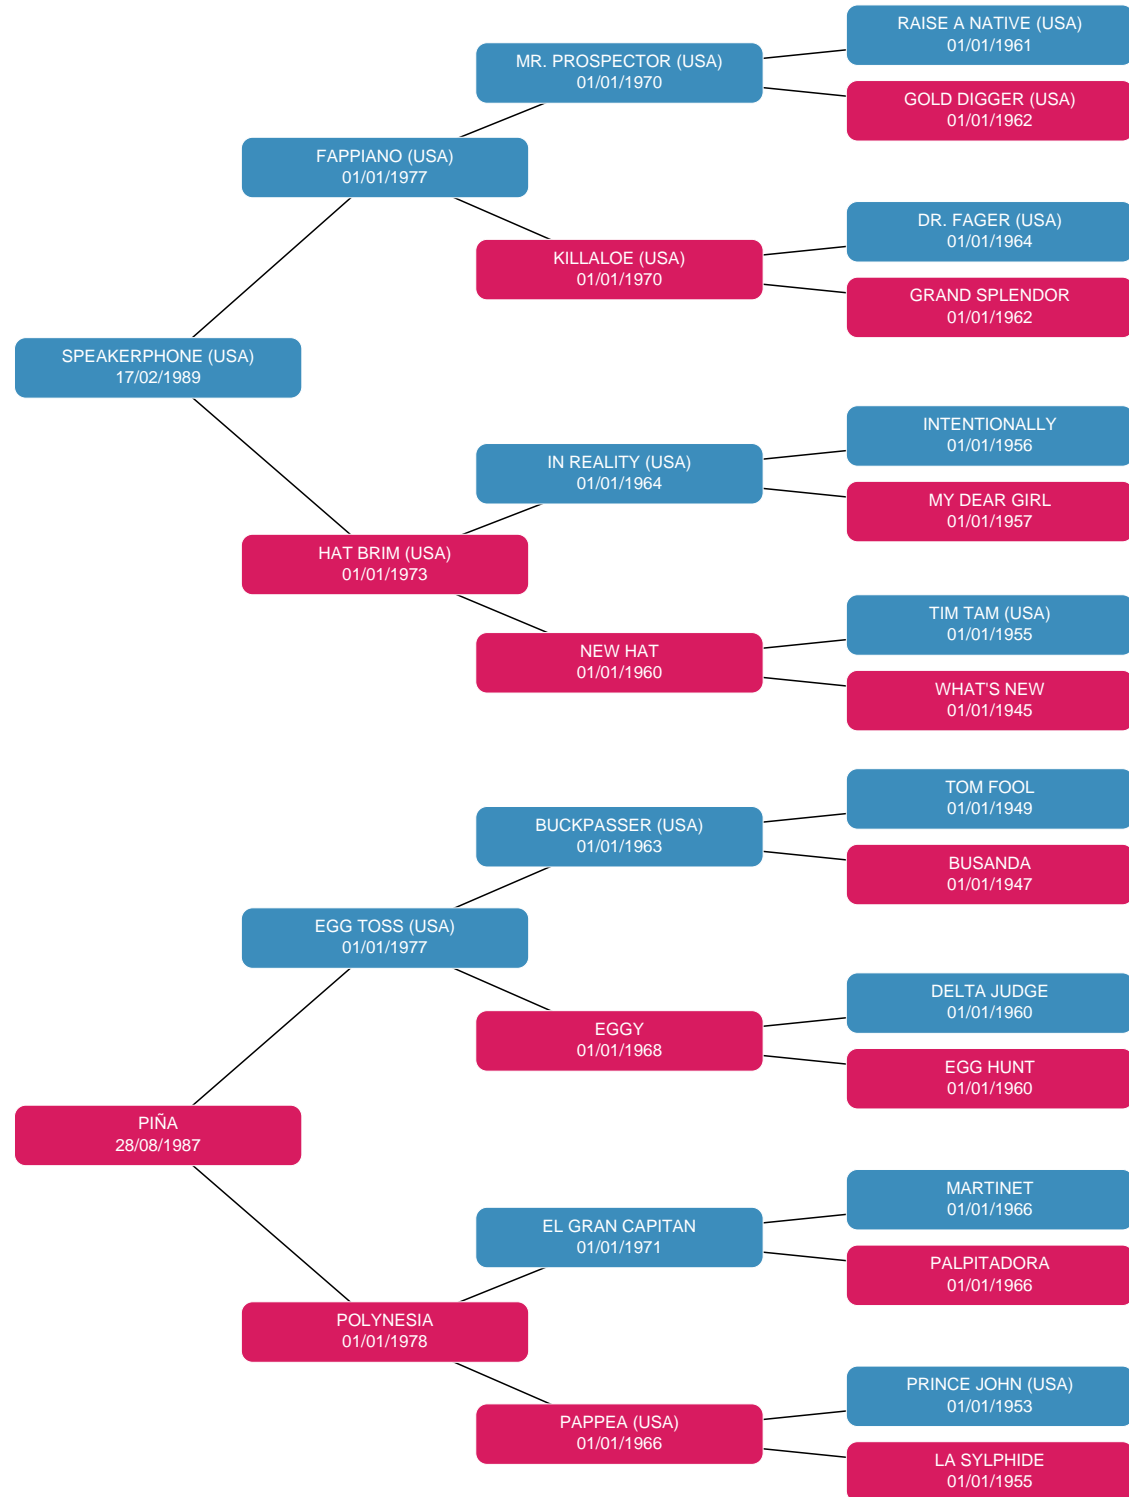 RAISE A NATIVE (USA)
01/01/1961
MR. PROSPECTOR (USA)
01/01/1970
GOLD DIGGER (USA)
01/01/1962
FAPPIANO (USA)
01/01/1977
DR. FAGER (USA)
01/01/1964
KILLALOE (USA)
01/01/1970
GRAND SPLENDOR
01/01/1962
SPEAKERPHONE (USA)
17/02/1989
INTENTIONALLY
01/01/1956
IN REALITY (USA)
01/01/1964
MY DEAR GIRL
01/01/1957
HAT BRIM (USA)
01/01/1973
TIM TAM (USA)
01/01/1955
NEW HAT
01/01/1960
WHAT'S NEW
01/01/1945
TOM FOOL
01/01/1949
BUCKPASSER (USA)
01/01/1963
BUSANDA
01/01/1947
EGG TOSS (USA)
01/01/1977
DELTA JUDGE
01/01/1960
EGGY
01/01/1968
EGG HUNT
01/01/1960
PIÑA
28/08/1987
MARTINET
01/01/1966
EL GRAN CAPITAN
01/01/1971
PALPITADORA
01/01/1966
POLYNESIA
01/01/1978
PRINCE JOHN (USA)
01/01/1953
PAPPEA (USA)
01/01/1966
LA SYLPHIDE
01/01/1955